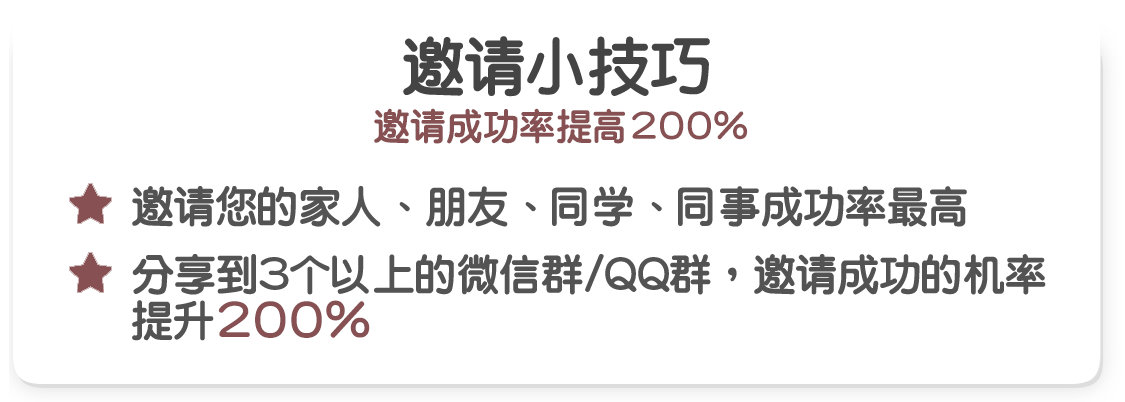 邀请小技巧
邀请成功率提高200%
邀请您的家人、朋友、同学、同事成功率最高
分享到3个以上的微信群/QQ群，邀请成功的机率
提升200%